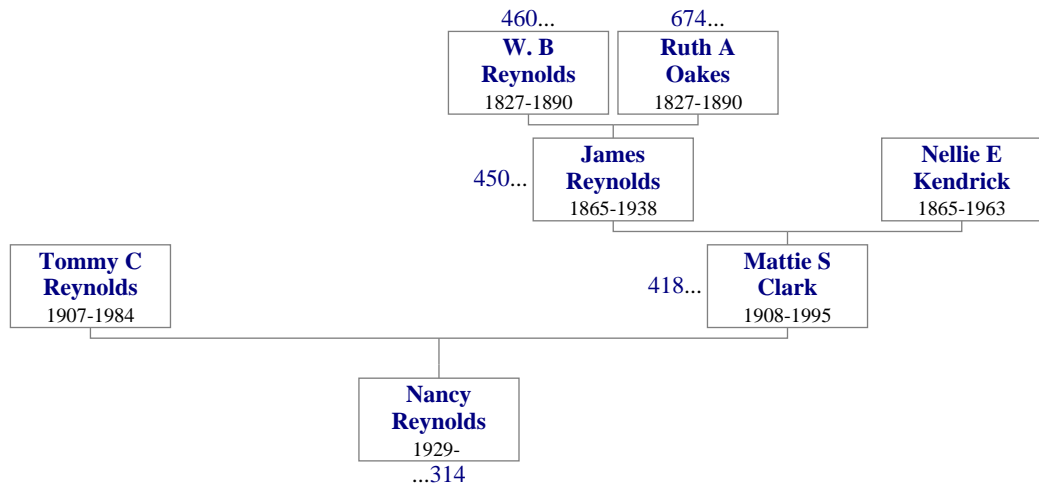 460...
674...
W. B
Reynolds
1827-1890
Ruth A
Oakes
1827-1890
450...
James
Reynolds
1865-1938
Nellie E
Kendrick
1865-1963
Tommy C
Reynolds
1907-1984
418...
Mattie S
Clark
1908-1995
Nancy
Reynolds
1929-
...314